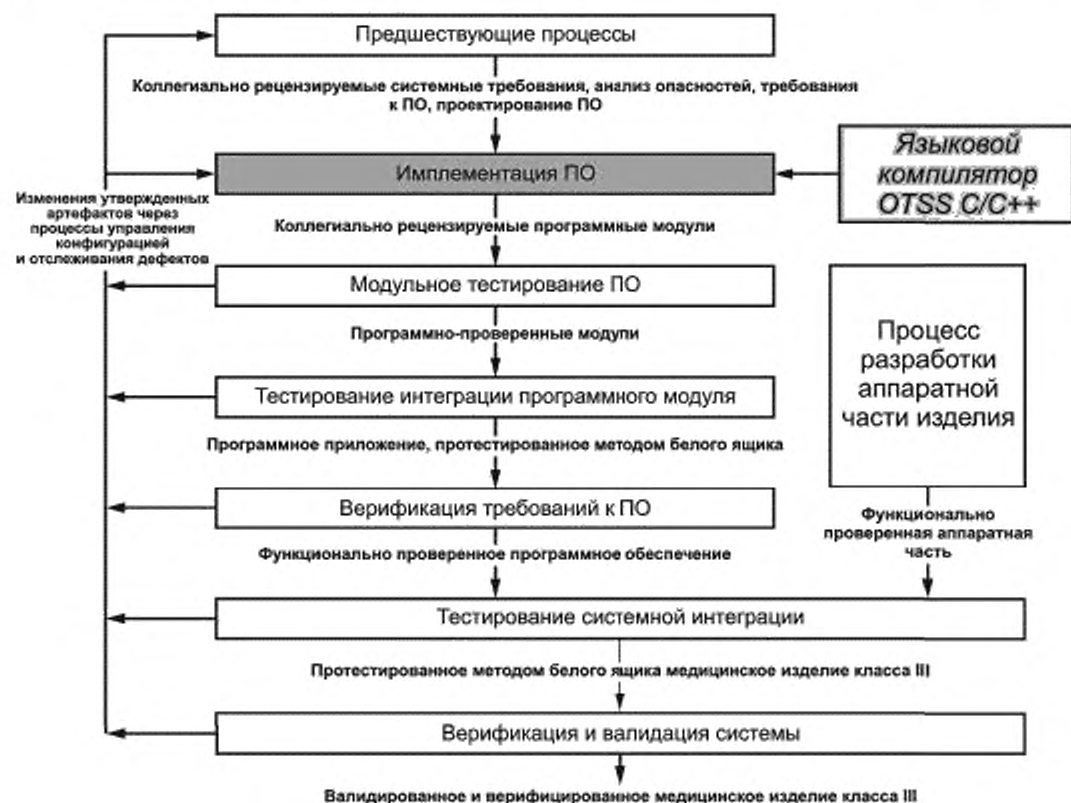 Предшествующие процессы
Коллегиально рецензируемые системные требования, анализ опасностей, требования
к ПО, проектирование ПО
Имплементация ПО
Языковой
компилятор
OTSS C/C++
Изменения утвержденных
артефактов через
процессы управления
конфигурацией
и отслеживания дефектов
Коллегиально рецензируемые программные модули
Модульное тестирование ПО
Программно-проверенные модули
Тестирование интеграции программного модуля
Процесс
разработки
аппаратной
части изделия
Программное приложение, протестированное методом белого ящика
Верификация требований к ПО
Функционально
проверенная аппаратная
часть
Функционально проверенное программное обеспечение
Тестирование системной интеграции
Протестированное методом белого ящика медицинское изделие класса III
Верификация и валидация системы
Валидированное и верифицированное медицинское изделие класса III